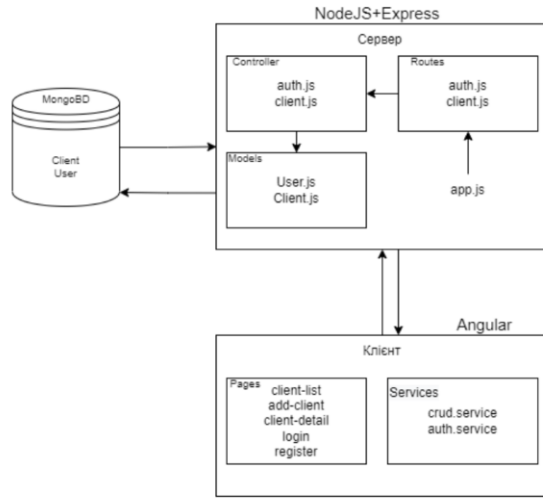 NodeJS+Express
Сервер
Controller
auth.js
client.js
Routes
auth.js
client.js
MongoBD
Client
User
Models
User.js
Client.js
app.js
Angular
Клієнт
Pages
client-list
add-client
client-detail
login
register
Services
crud.service
auth.service